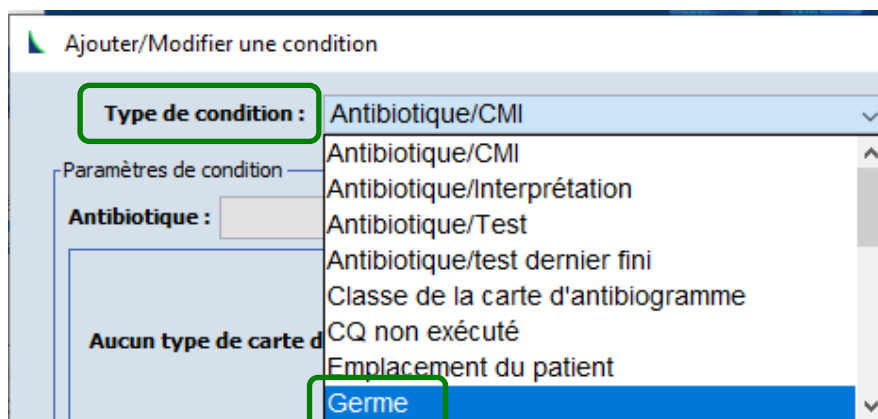 Ajouter/Modifier une condition
Type de condition : Antibiotique/CMI
Antibiotique/CMI
Paramètres de condition
Antibiotique/Interprétation
Antibiotique : Antibiotique/Test
Antibiotique/test dernier fini
Classe de la carte d'antibiogramme
Aucun type de carte d CQ non exécuté
Emplacement du patient
Germe